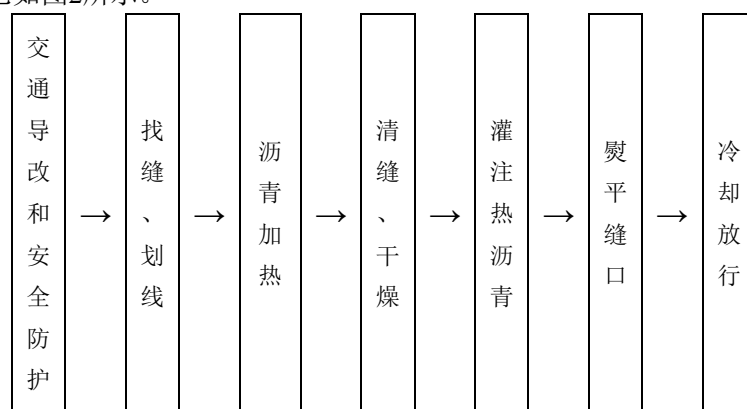 交通导改和安全防护
→
找缝、划线
→
沥青加热
→
清缝、干燥
→
灌注热沥青
→
熨平缝口
→
冷却放行